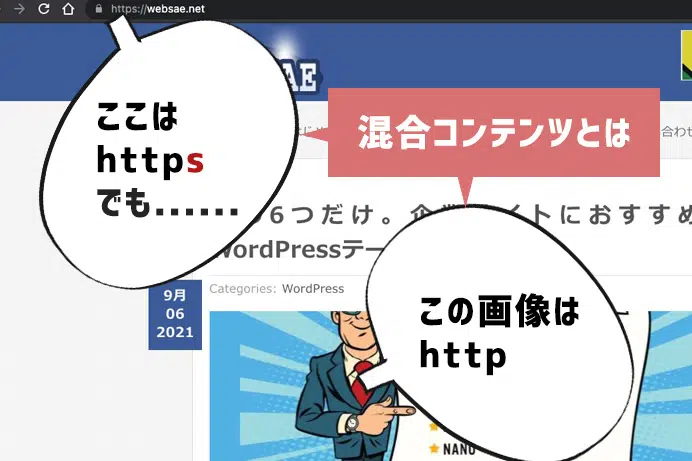 https://websae.net
AE
ここは
https
でも......
混合コンテンツとは
合わせ
6つだけ。企業サイトにおすすめ
WordPressテー
Categories: WordPress
9月
06
2021
この画像は
http
NANO